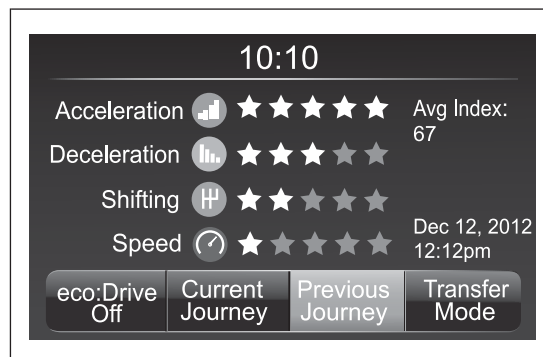 10:10
Acceleration
Avg Index:
67
Deceleration
Shifting
Speed
Dec 12, 2012
12:12pm
eco:Drive
Off
Current
Journey
Previous
Journey
Transfer
Mode